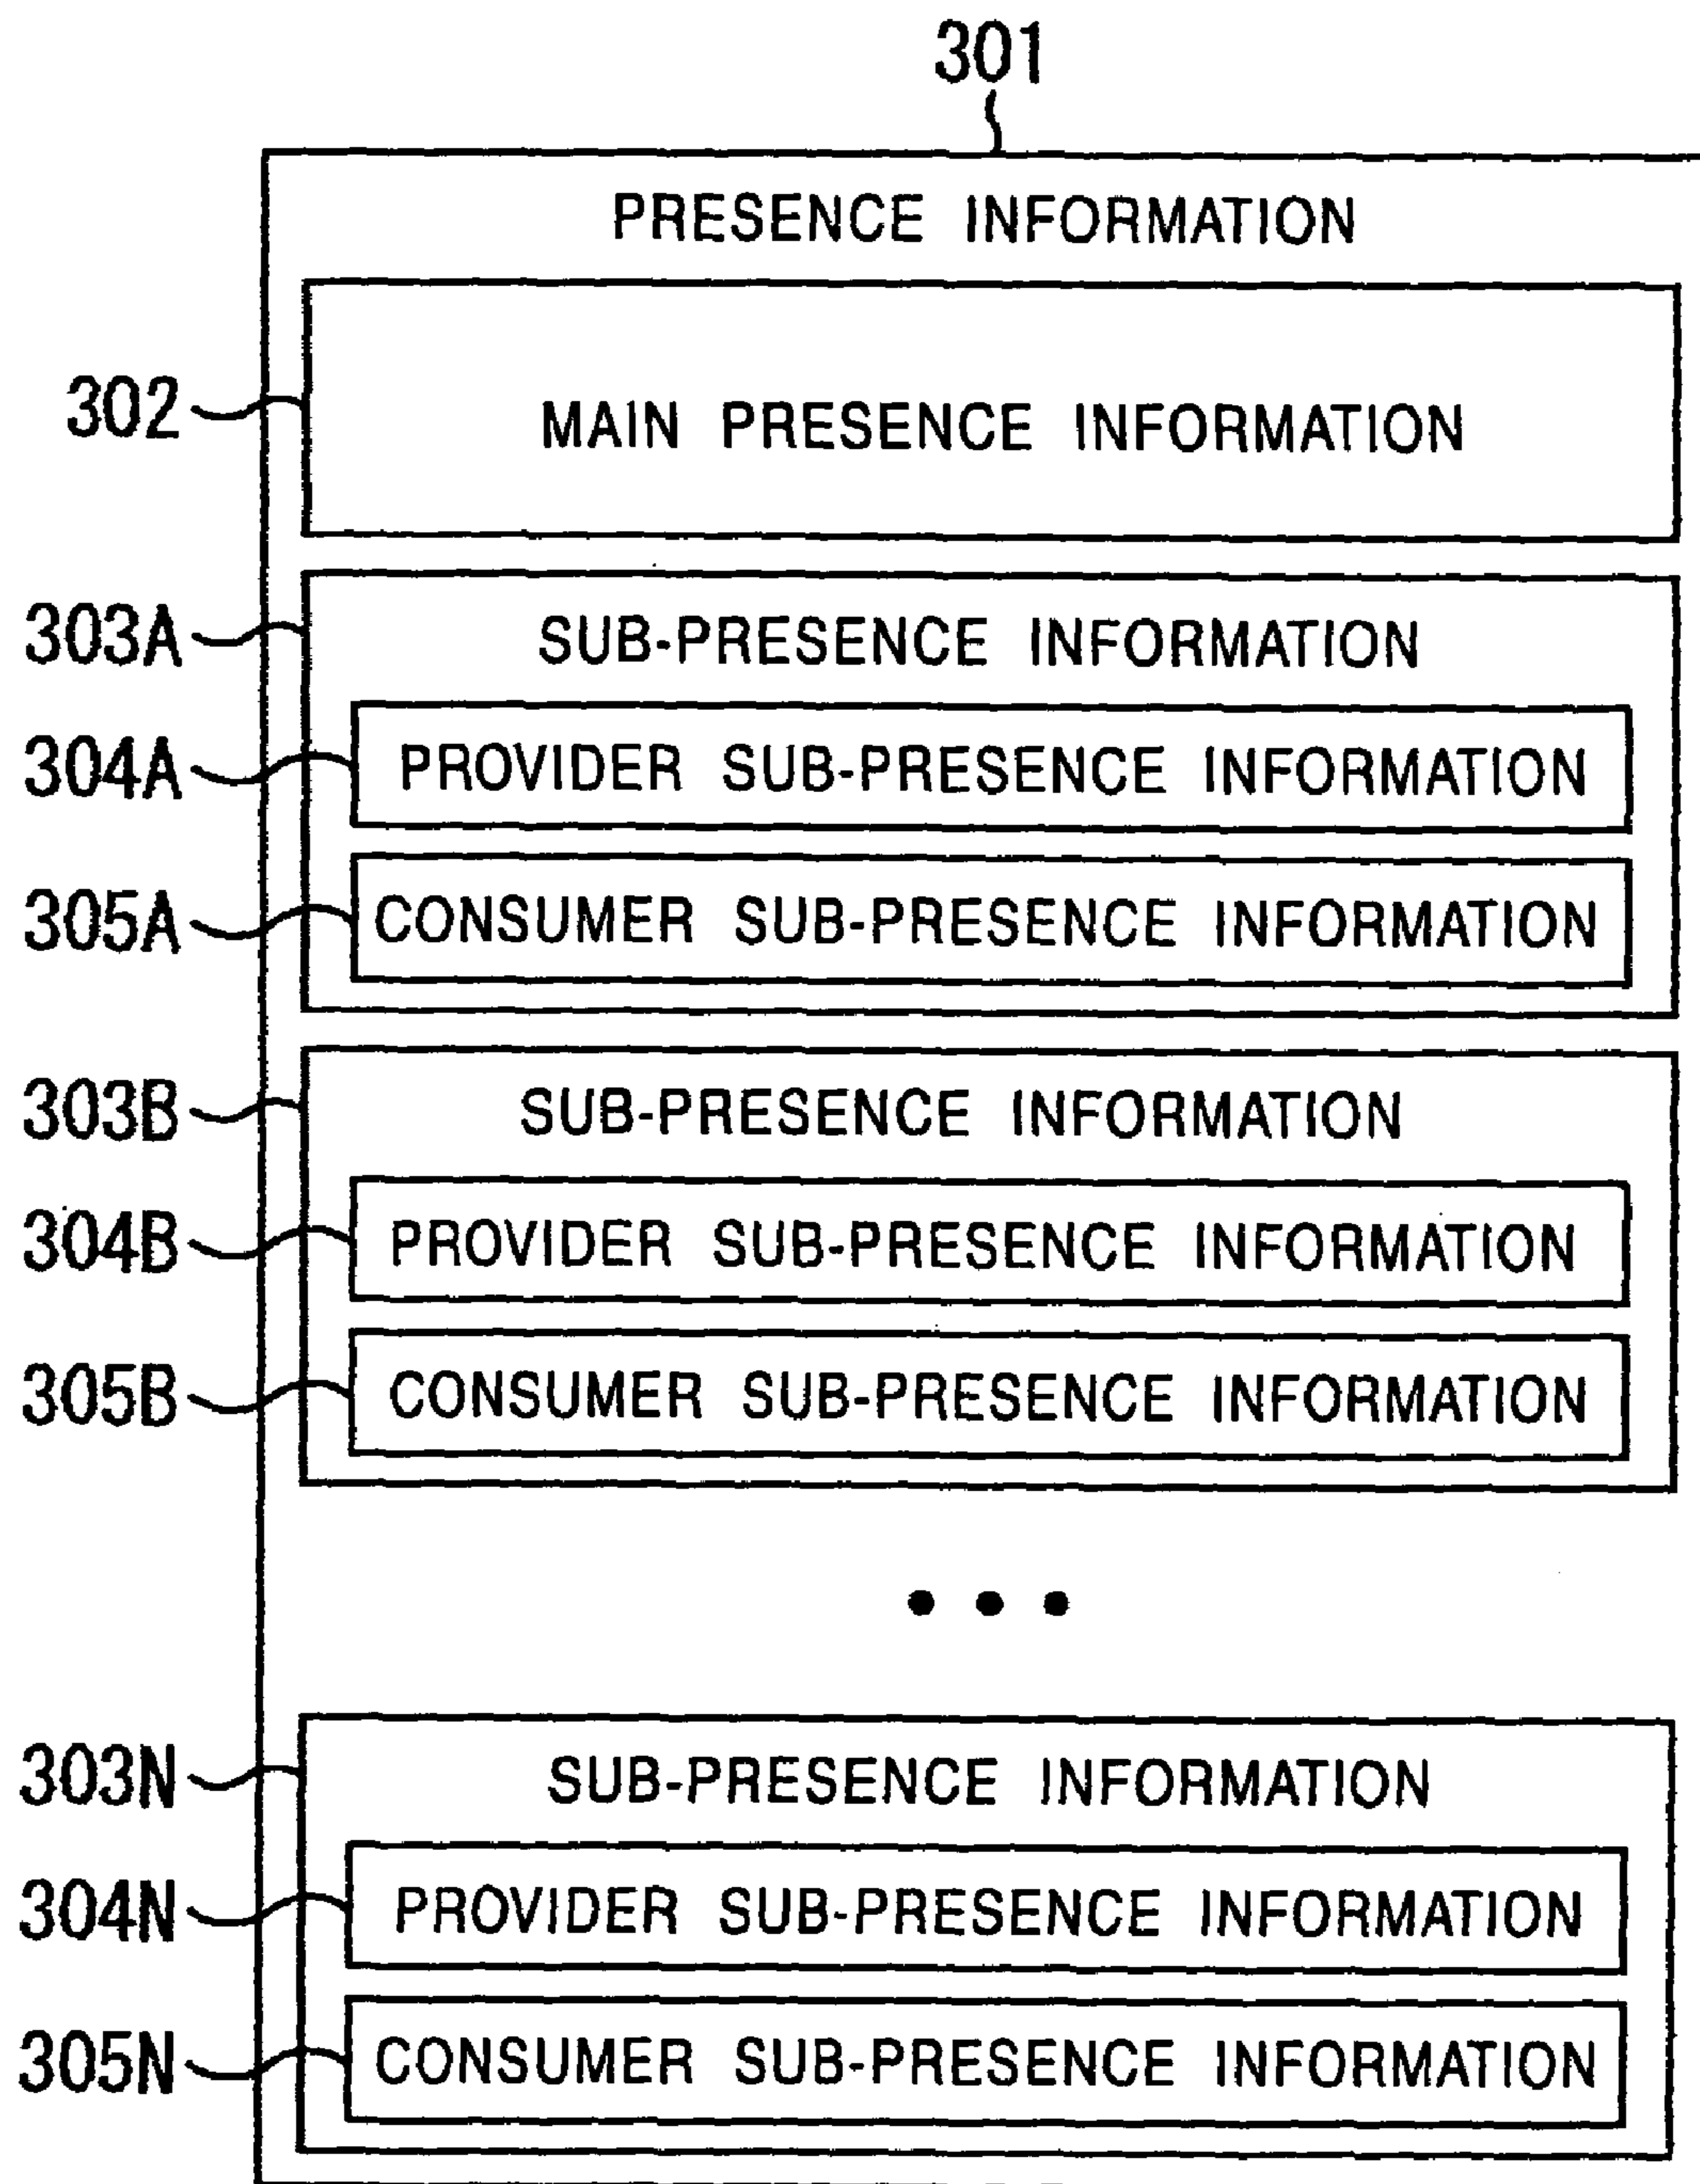 301
PRESENCE INFORMATION
302
MAIN PRESENCE INFORMATION
303A
SUB-PRESENCE INFORMATION
304A
PROVIDER SUB-PRESENCE INFORMATION
305A
CONSUMER SUB-PRESENCE INFORMATION
303B
SUB-PRESENCE INFORMATION
304B
PROVIDER SUB-PRESENCE INFORMATION
305B
CONSUMER SUB-PRESENCE INFORMATION
303N
SUB-PRESENCE INFORMATION
304N
PROVIDER SUB-PRESENCE INFORMATION
305N
CONSUMER SUB-PRESENCE INFORMATION